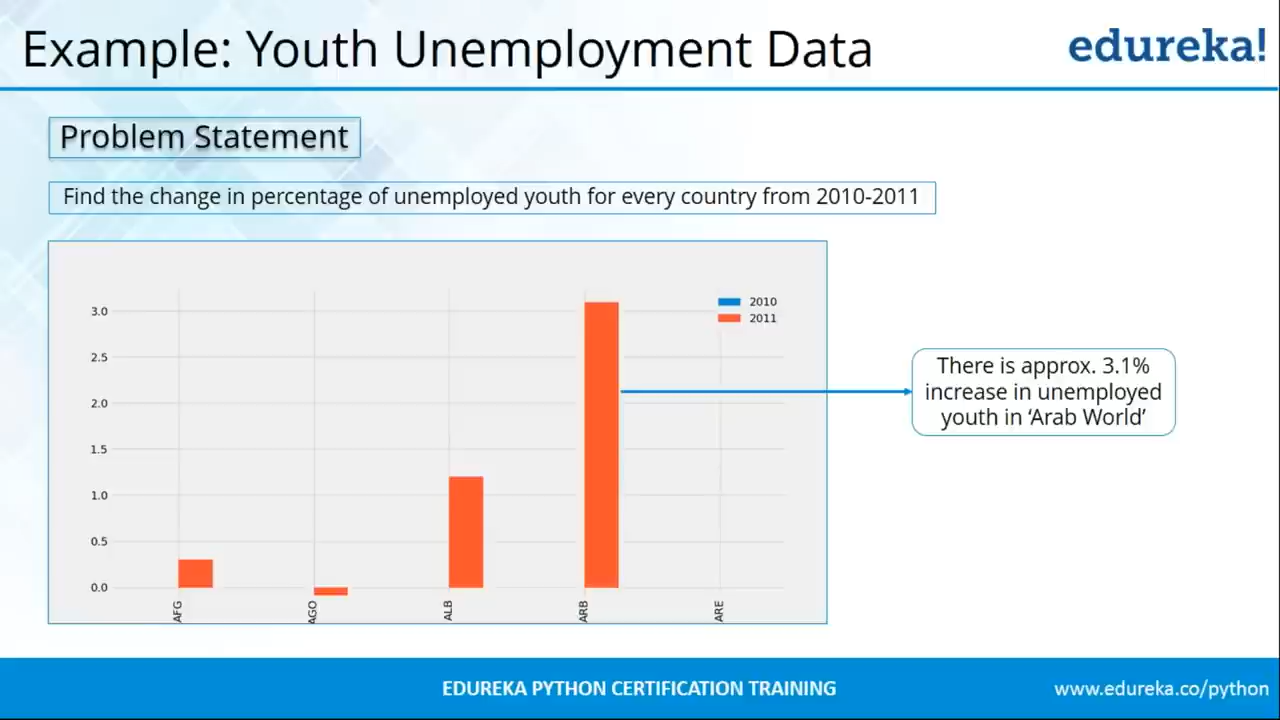 Example: Youth Unemployment Data
edureka!
Problem Statement
Find the change in percentage of unemployed youth for every country from 2010-2011
3.0
2.5
2.0
1.5
1.0
0.5
0.0
2010
2011
AFG
AGO
ALB
ARB
ARE
There is approx. 3.1%
increase in unemployed
youth in ‘Arab World’
EDUREKA PYTHON CERTIFICATION TRAINING
www.edureka.co/python